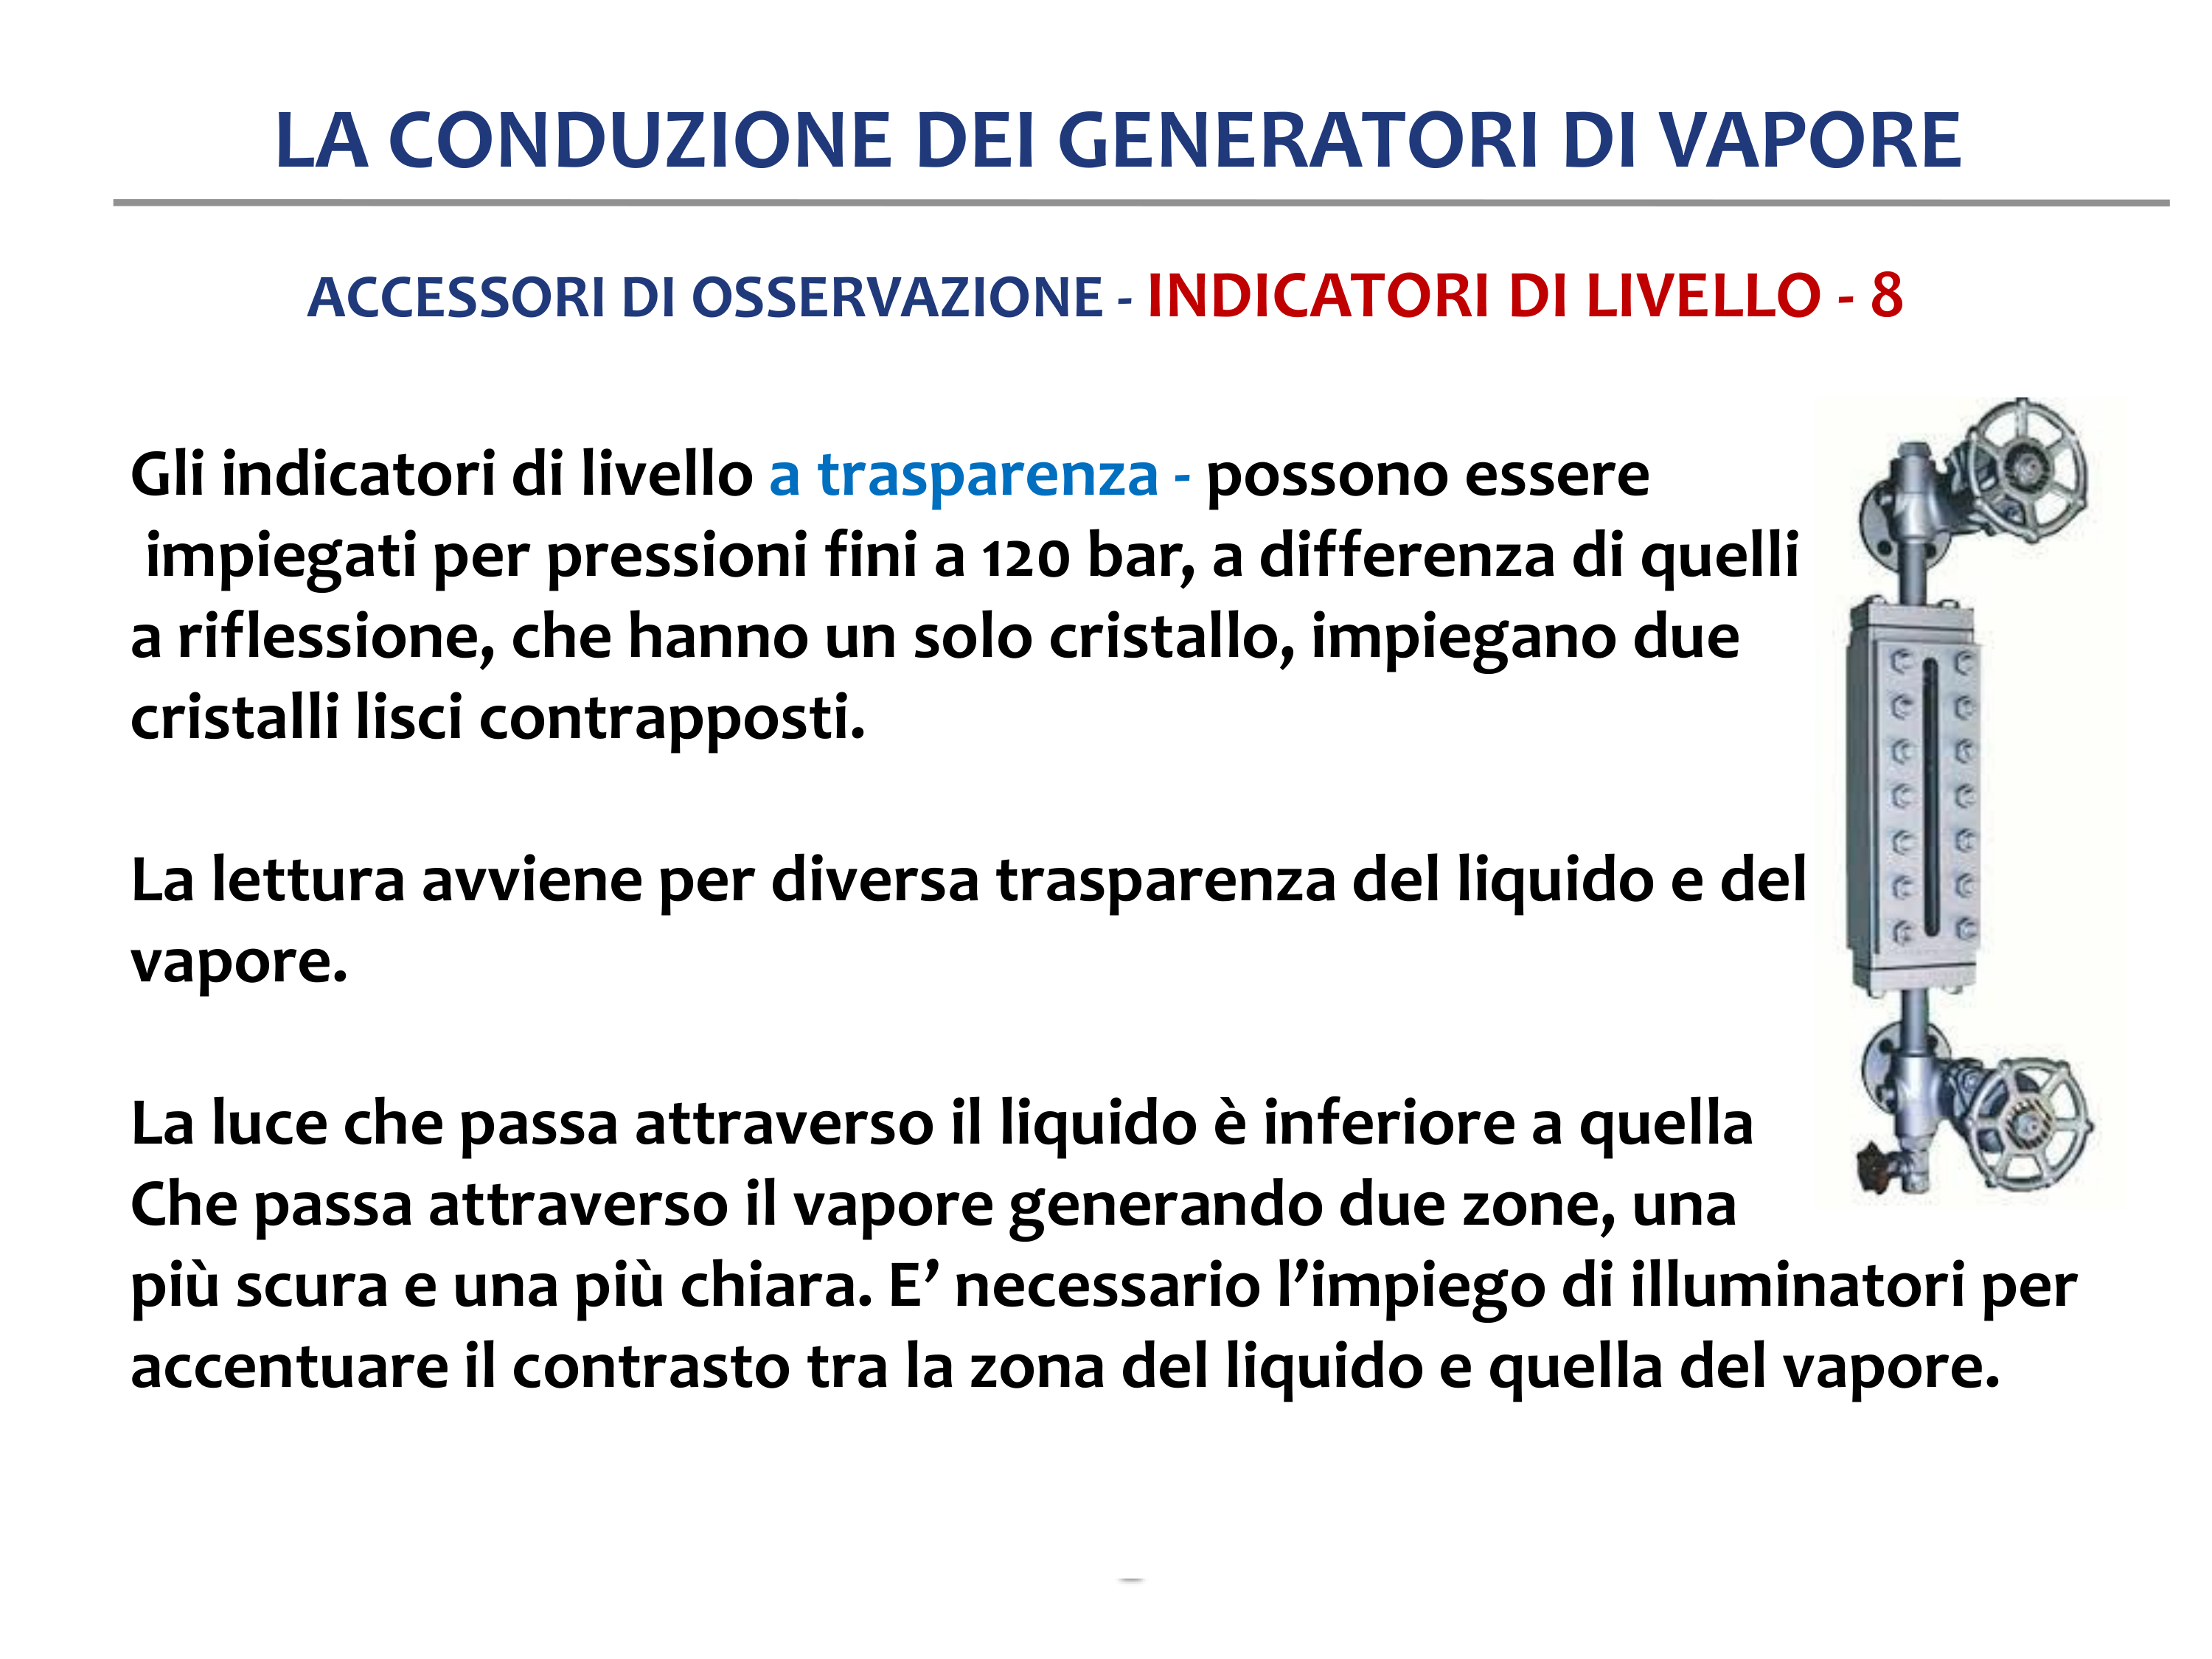 LA CONDUZIONE DEI GENERATORI DI VAPORE
ACCESSORI DI OSSERVAZIONE - INDICATORI DI LIVELLO - 8
Gli indicatori di livello a trasparenza - possono essere
impiegati per pressioni fini a 120 bar, a differenza di quelli
a riflessione, che hanno un solo cristallo, impiegano due
cristalli lisci contrapposti.
La lettura avviene per diversa trasparenza del liquido e del
vapore.
La luce che passa attraverso il liquido è inferiore a quella
Che passa attraverso il vapore generando due zone, una
più scura e una più chiara. E’ necessario l’impiego di illuminatori per
accentuare il contrasto tra la zona del liquido e quella del vapore.